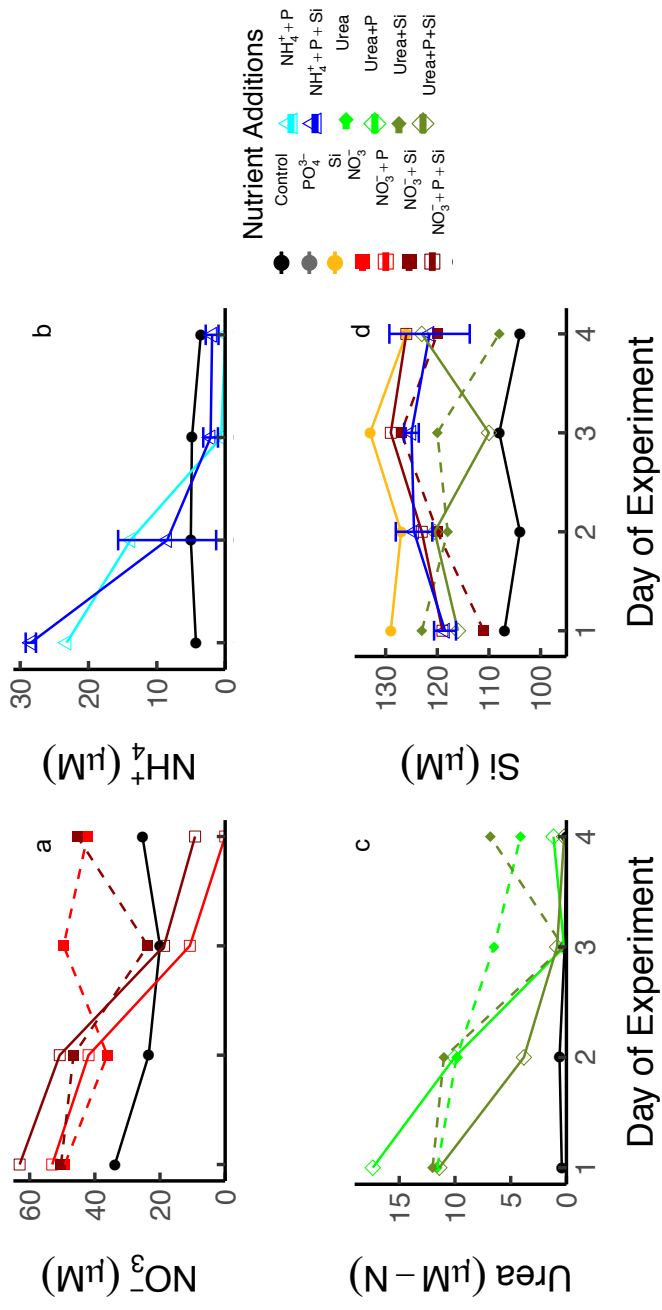 a
NO₃⁻ (µM)
60
40
20
0
b
NH₄⁺ (µM)
30
20
10
0
c
Urea (µM − N)
15
10
5
0
1
2
3
4
Day of Experiment
d
Si (µM)
130
120
110
100
1
2
3
4
Day of Experiment
Nutrient Additions
Control
PO₄³⁻
Si
NO₃⁻
NO₃⁻ + P
NO₃⁻ + Si
NO₃⁻ + P + Si
NH₄⁺ + P
NH₄⁺ + P + Si
Urea
Urea+P
Urea+Si
Urea+P+Si